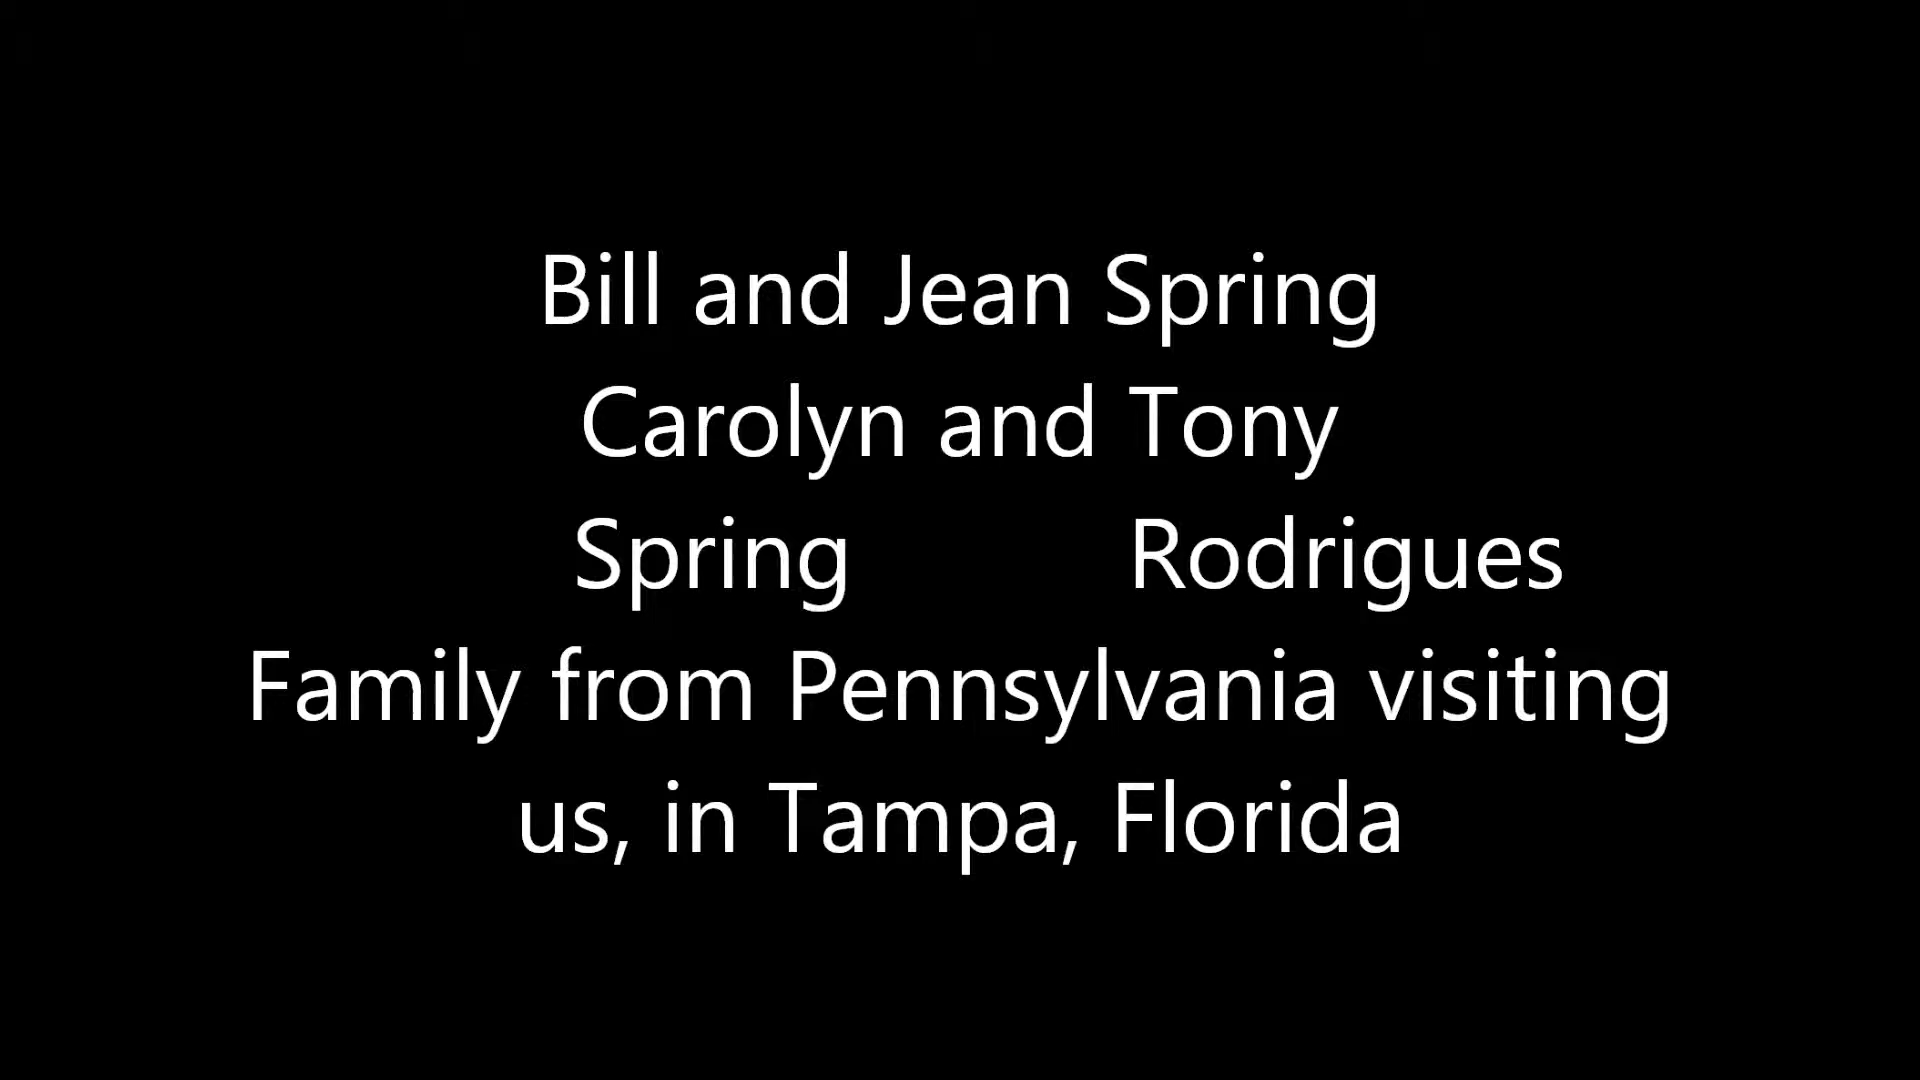 Bill and Jean Spring
Carolyn and Tony
Spring Rodrigues
Family from Pennsylvania visiting
us, in Tampa, Florida